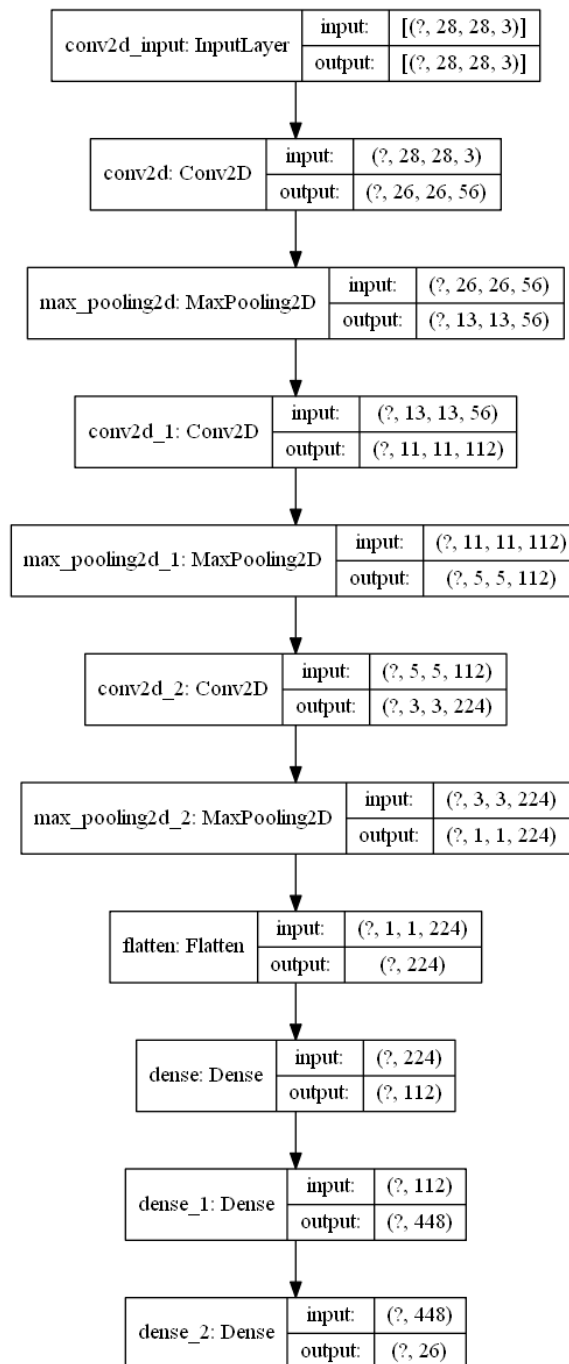 conv2d_input: InputLayer
input: [(?, 28, 28, 3)]
output: [(?, 28, 28, 3)]
conv2d: Conv2D
input: (?, 28, 28, 3)
output: (?, 26, 26, 56)
max_pooling2d: MaxPooling2D
input: (?, 26, 26, 56)
output: (?, 13, 13, 56)
conv2d_1: Conv2D
input: (?, 13, 13, 56)
output: (?, 11, 11, 112)
max_pooling2d_1: MaxPooling2D
input: (?, 11, 11, 112)
output: (?, 5, 5, 112)
conv2d_2: Conv2D
input: (?, 5, 5, 112)
output: (?, 3, 3, 224)
max_pooling2d_2: MaxPooling2D
input: (?, 3, 3, 224)
output: (?, 1, 1, 224)
flatten: Flatten
input: (?, 1, 1, 224)
output: (?, 224)
dense: Dense
input: (?, 224)
output: (?, 112)
dense_1: Dense
input: (?, 112)
output: (?, 448)
dense_2: Dense
input: (?, 448)
output: (?, 26)